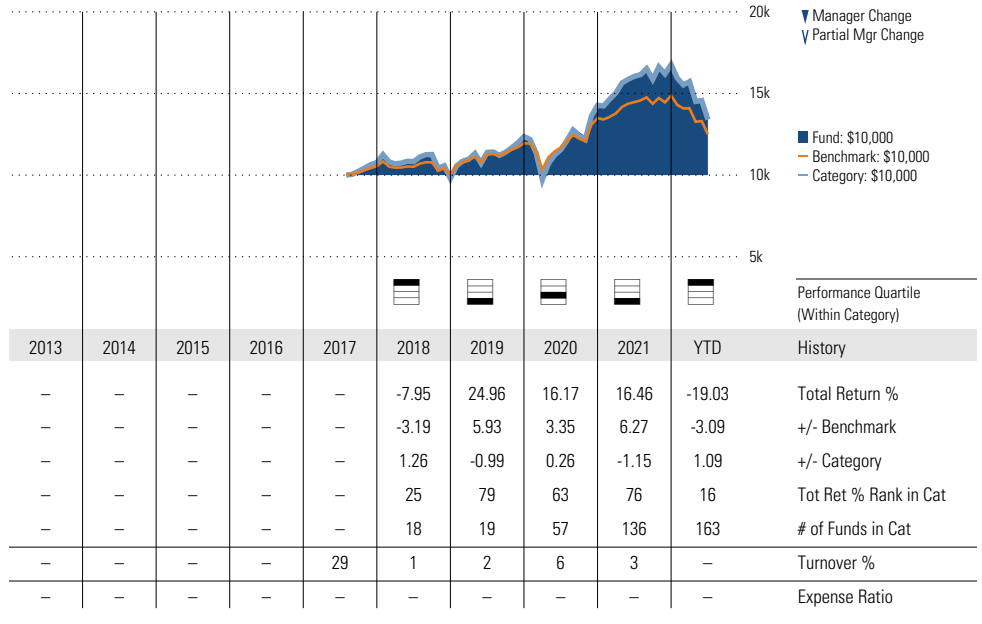 20k
15k
10k
5k
Manager Change
Partial Mgr Change
Fund: $10,000
Benchmark: $10,000
Category: $10,000
Performance Quartile
(Within Category)
2013 2014 2015 2016 2017 2018 2019 2020 2021 YTD History
– – – – – -7.95 24.96 16.17 16.46 -19.03 Total Return %
– – – – – -3.19 5.93 3.35 6.27 -3.09 +/- Benchmark
– – – – – 1.26 -0.99 0.26 -1.15 1.09 +/- Category
– – – – – 25 79 63 76 16 Tot Ret % Rank in Cat
– – – – – 18 19 57 136 163 # of Funds in Cat
– – – – 29 1 2 6 3 – Turnover %
– – – – – – – – – – Expense Ratio